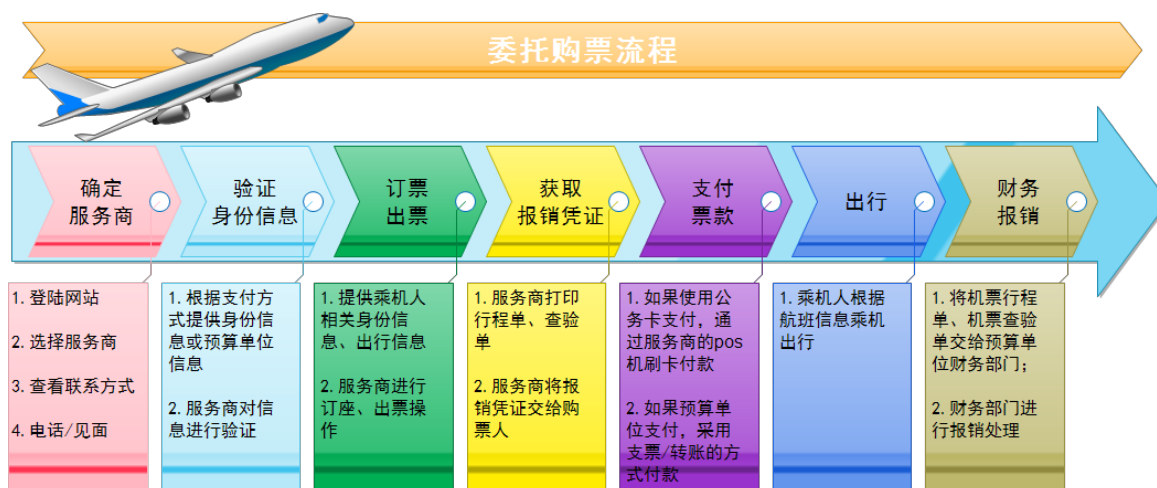 委托购票流程
确定
服务商
验证
身份信息
订票
出票
获取
报销凭证
支付
票款
出行
财务
报销
1. 登陆网站
2. 选择服务商
3. 查看联系方式
4. 电话/见面
1. 根据支付方
式提供身份信
息或预算单位
信息
2. 服务商对信
息进行验证
1. 提供乘机人
相关身份信
息、出行信息
2. 服务商进行
订座、出票操
作
1. 服务商打印
行程单、查验
单
2. 服务商将报
销凭证交给购
票人
1. 如果使用公
务卡支付，通
过服务商的pos
机刷卡付款
2. 如果预算单
位支付，采用
支票/转账的方
式付款
1. 乘机人根据
航班信息乘机
出行
1. 将机票行程
单、机票查验
单交给预算单
位财务部门；
2. 财务部门进
行报销处理